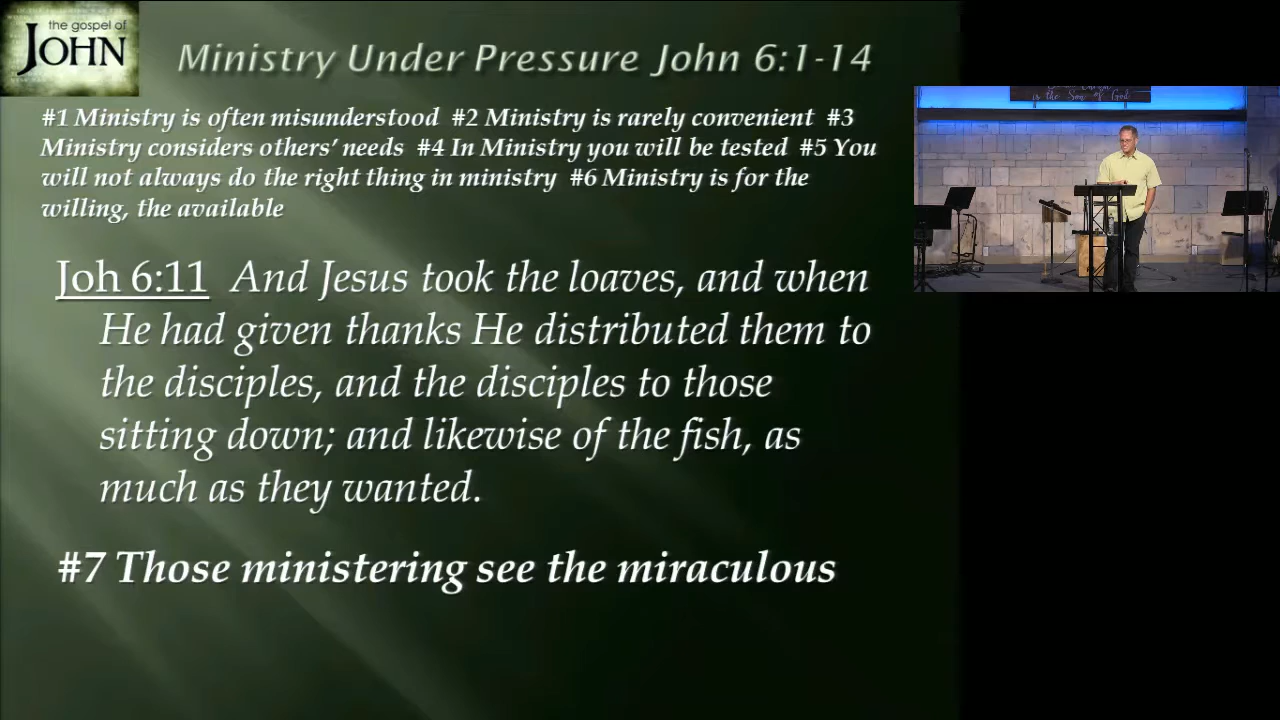 the gospel of
JOHN
Ministry Under Pressure John 6:1-14
#1 Ministry is often misunderstood #2 Ministry is rarely convenient #3
Ministry considers others’ needs #4 In Ministry you will be tested #5 You
will not always do the right thing in ministry #6 Ministry is for the
willing, the available
Joh 6:11 And Jesus took the loaves, and when
He had given thanks He distributed them to
the disciples, and the disciples to those
sitting down; and likewise of the fish, as
much as they wanted.
#7 Those ministering see the miraculous
is the Son of God